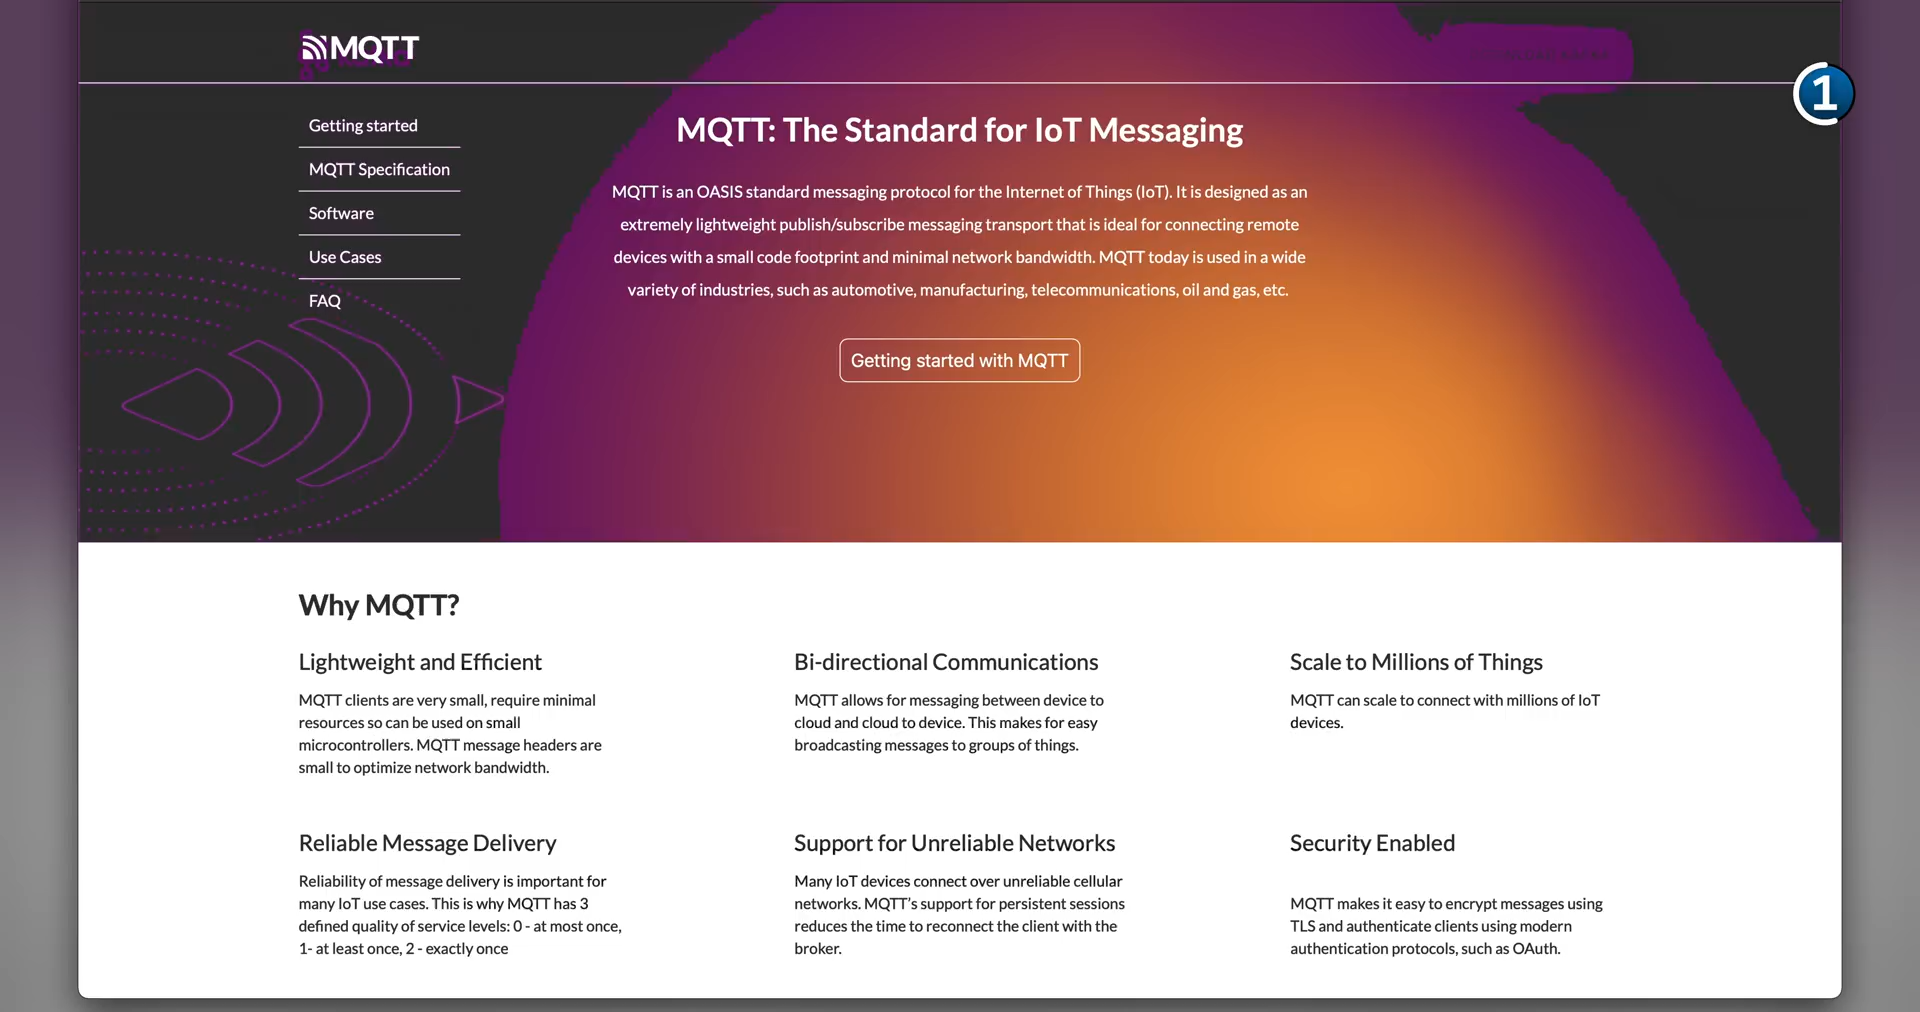 MQTT
1
Getting started
MQTT Specification
Software
Use Cases
FAQ
MQTT: The Standard for IoT Messaging
MQTT is an OASIS standard messaging protocol for the Internet of Things (IoT). It is designed as an
extremely lightweight publish/subscribe messaging transport that is ideal for connecting remote
devices with a small code footprint and minimal network bandwidth. MQTT today is used in a wide
variety of industries, such as automotive, manufacturing, telecommunications, oil and gas, etc.
Getting started with MQTT
Why MQTT?
Lightweight and Efficient
MQTT clients are very small, require minimal
resources so can be used on small
microcontrollers. MQTT message headers are
small to optimize network bandwidth.
Bi-directional Communications
MQTT allows for messaging between device to
cloud and cloud to device. This makes for easy
broadcasting messages to groups of things.
Scale to Millions of Things
MQTT can scale to connect with millions of IoT
devices.
Reliable Message Delivery
Reliability of message delivery is important for
many IoT use cases. This is why MQTT has 3
defined quality of service levels: 0 - at most once,
1- at least once, 2 - exactly once
Support for Unreliable Networks
Many IoT devices connect over unreliable cellular
networks. MQTT’s support for persistent sessions
reduces the time to reconnect the client with the
broker.
Security Enabled
MQTT makes it easy to encrypt messages using
TLS and authenticate clients using modern
authentication protocols, such as OAuth.